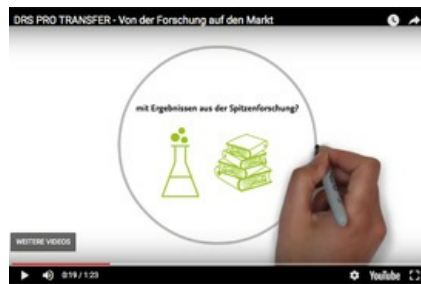 DRS PRO TRANSFER - Von der Forschung auf den Markt
mit Ergebnissen aus der Spitzenforschung?
WEITERE VIDEOS
0:19 / 1:23
YouTube